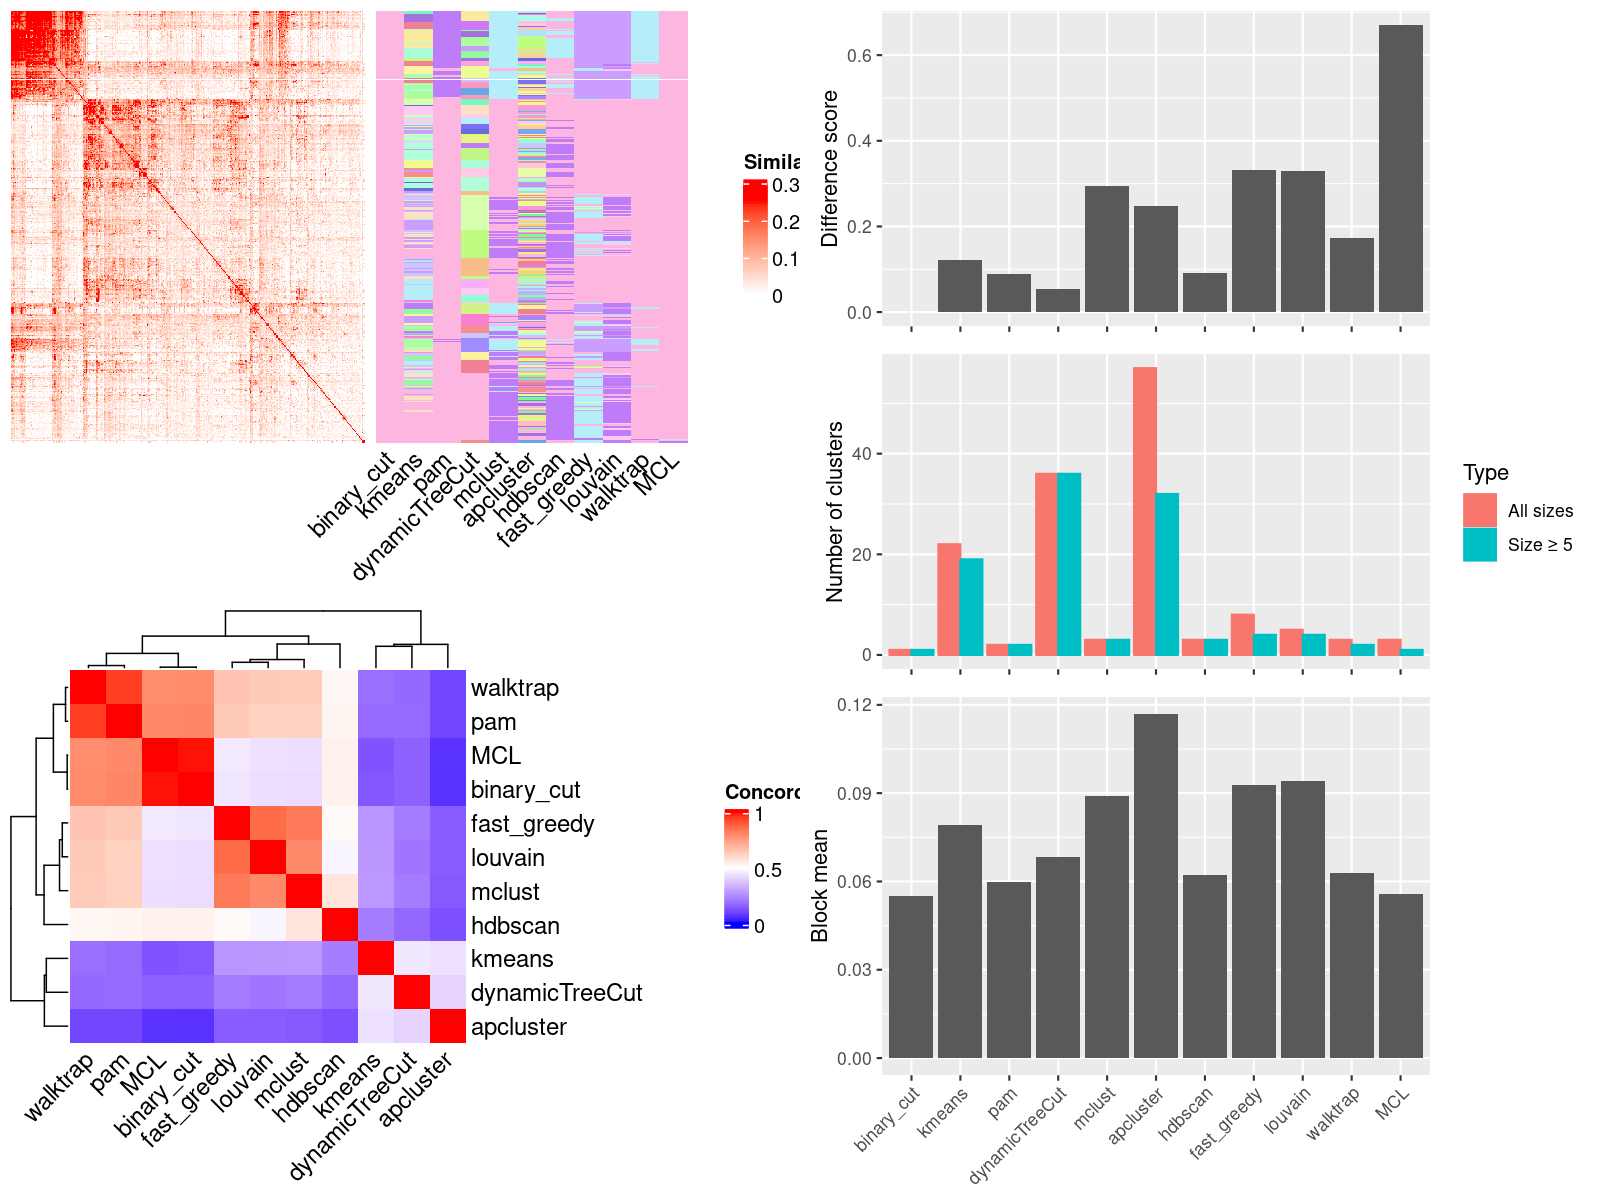 Simila
0.3
0.2
0.1
0
binary_cut
kmeans
pam
dynamicTreeCut
mclust
apcluster
hdbscan
fast_greedy
louvain
walktrap
MCL
Difference score
0.6
0.4
0.2
0.0
Number of clusters
40
20
0
Type
All sizes
Size ≥ 5
walktrap
pam
MCL
binary_cut
fast_greedy
louvain
mclust
hdbscan
kmeans
dynamicTreeCut
apcluster
walktrap
pam
MCL
binary_cut
fast_greedy
louvain
mclust
hdbscan
kmeans
dynamicTreeCut
apcluster
Concord
1
0.5
0
Block mean
0.12
0.09
0.06
0.03
0.00
binary_cut
kmeans
pam
dynamicTreeCut
mclust
apcluster
hdbscan
fast_greedy
louvain
walktrap
MCL